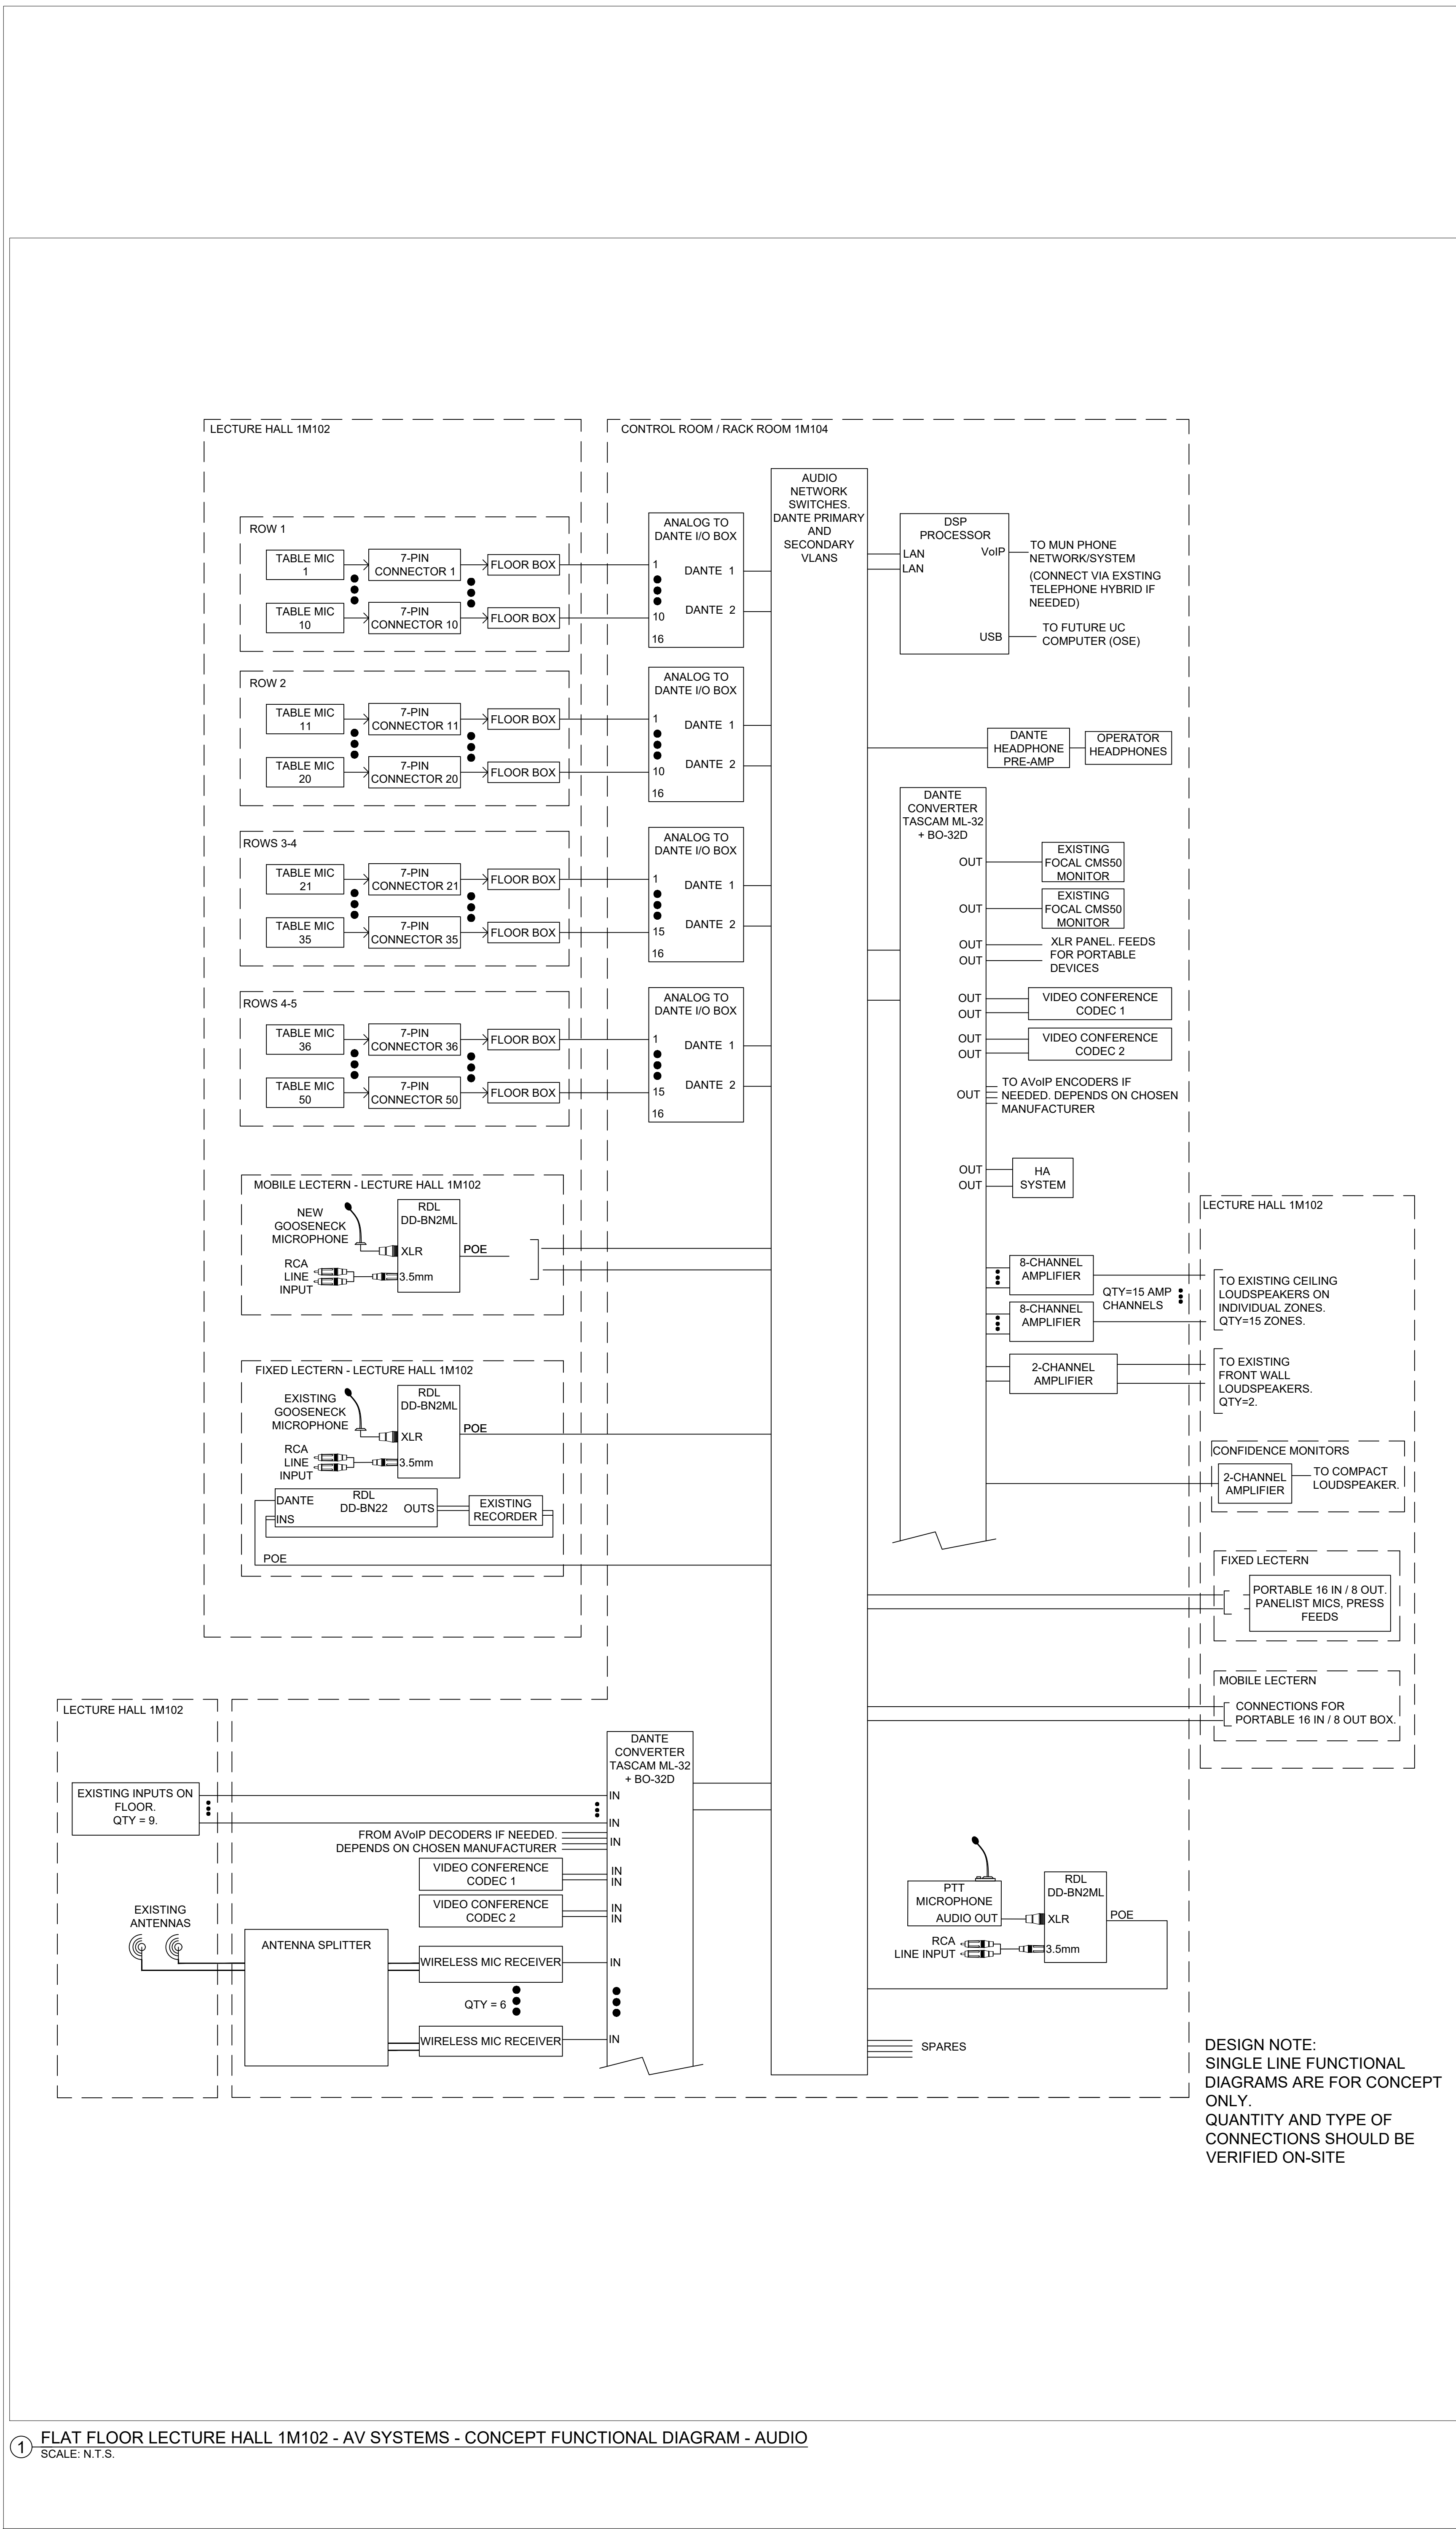 LECTURE HALL 1M102
ROW 1
TABLE MIC
1
7-PIN
CONNECTOR 1
FLOOR BOX
TABLE MIC
10
7-PIN
CONNECTOR 10
FLOOR BOX
ROW 2
TABLE MIC
11
7-PIN
CONNECTOR 11
FLOOR BOX
TABLE MIC
20
7-PIN
CONNECTOR 20
FLOOR BOX
ROWS 3-4
TABLE MIC
21
7-PIN
CONNECTOR 21
FLOOR BOX
TABLE MIC
35
7-PIN
CONNECTOR 35
FLOOR BOX
ROWS 4-5
TABLE MIC
36
7-PIN
CONNECTOR 36
FLOOR BOX
TABLE MIC
50
7-PIN
CONNECTOR 50
FLOOR BOX
MOBILE LECTERN - LECTURE HALL 1M102
NEW
GOOSENECK
MICROPHONE
RCA
LINE
INPUT
RDL
DD-BN2ML
XLR
3.5mm
POE
FIXED LECTERN - LECTURE HALL 1M102
EXISTING
GOOSENECK
MICROPHONE
RCA
LINE
INPUT
RDL
DD-BN2ML
XLR
3.5mm
POE
DANTE
INS
RDL
DD-BN22
OUTS
EXISTING
RECORDER
POE
CONTROL ROOM / RACK ROOM 1M104
ANALOG TO
DANTE I/O BOX
1
DANTE 1
DANTE 2
10
16
ANALOG TO
DANTE I/O BOX
1
DANTE 1
DANTE 2
10
16
ANALOG TO
DANTE I/O BOX
1
DANTE 1
DANTE 2
15
16
ANALOG TO
DANTE I/O BOX
1
DANTE 1
DANTE 2
15
16
AUDIO
NETWORK
SWITCHES.
DANTE PRIMARY
AND
SECONDARY
VLANS
DSP
PROCESSOR
LAN
LAN
VoIP
USB
TO MUN PHONE
NETWORK/SYSTEM
(CONNECT VIA EXSTING
TELEPHONE HYBRID IF
NEEDED)
TO FUTURE UC
COMPUTER (OSE)
DANTE
HEADPHONE
PRE-AMP
OPERATOR
HEADPHONES
DANTE
CONVERTER
TASCAM ML-32
+ BO-32D
OUT
EXISTING
FOCAL CMS50
MONITOR
OUT
EXISTING
FOCAL CMS50
MONITOR
OUT
OUT
XLR PANEL. FEEDS
FOR PORTABLE
DEVICES
OUT
OUT
VIDEO CONFERENCE
CODEC 1
OUT
OUT
VIDEO CONFERENCE
CODEC 2
OUT
TO AVoIP ENCODERS IF
NEEDED. DEPENDS ON CHOSEN
MANUFACTURER
OUT
OUT
HA
SYSTEM
8-CHANNEL
AMPLIFIER
8-CHANNEL
AMPLIFIER
QTY=15 AMP
CHANNELS
2-CHANNEL
AMPLIFIER
LECTURE HALL 1M102
TO EXISTING CEILING
LOUDSPEAKERS ON
INDIVIDUAL ZONES.
QTY=15 ZONES.
TO EXISTING
FRONT WALL
LOUDSPEAKERS.
QTY=2.
CONFIDENCE MONITORS
2-CHANNEL
AMPLIFIER
TO COMPACT
LOUDSPEAKER.
FIXED LECTERN
PORTABLE 16 IN / 8 OUT.
PANELIST MICS, PRESS
FEEDS
MOBILE LECTERN
CONNECTIONS FOR
PORTABLE 16 IN / 8 OUT BOX.
LECTURE HALL 1M102
EXISTING INPUTS ON
FLOOR.
QTY = 9.
EXISTING
ANTENNAS
ANTENNA SPLITTER
DANTE
CONVERTER
TASCAM ML-32
+ BO-32D
IN
IN
FROM AVoIP DECODERS IF NEEDED.
DEPENDS ON CHOSEN MANUFACTURER
IN
VIDEO CONFERENCE
CODEC 1
IN
IN
VIDEO CONFERENCE
CODEC 2
IN
IN
WIRELESS MIC RECEIVER
IN
QTY = 6
WIRELESS MIC RECEIVER
IN
PTT
MICROPHONE
AUDIO OUT
RCA
LINE INPUT
RDL
DD-BN2ML
XLR
3.5mm
POE
SPARES
DESIGN NOTE:
SINGLE LINE FUNCTIONAL
DIAGRAMS ARE FOR CONCEPT
ONLY.
QUANTITY AND TYPE OF
CONNECTIONS SHOULD BE
VERIFIED ON-SITE
1
FLAT FLOOR LECTURE HALL 1M102 - AV SYSTEMS - CONCEPT FUNCTIONAL DIAGRAM - AUDIO
SCALE: N.T.S.